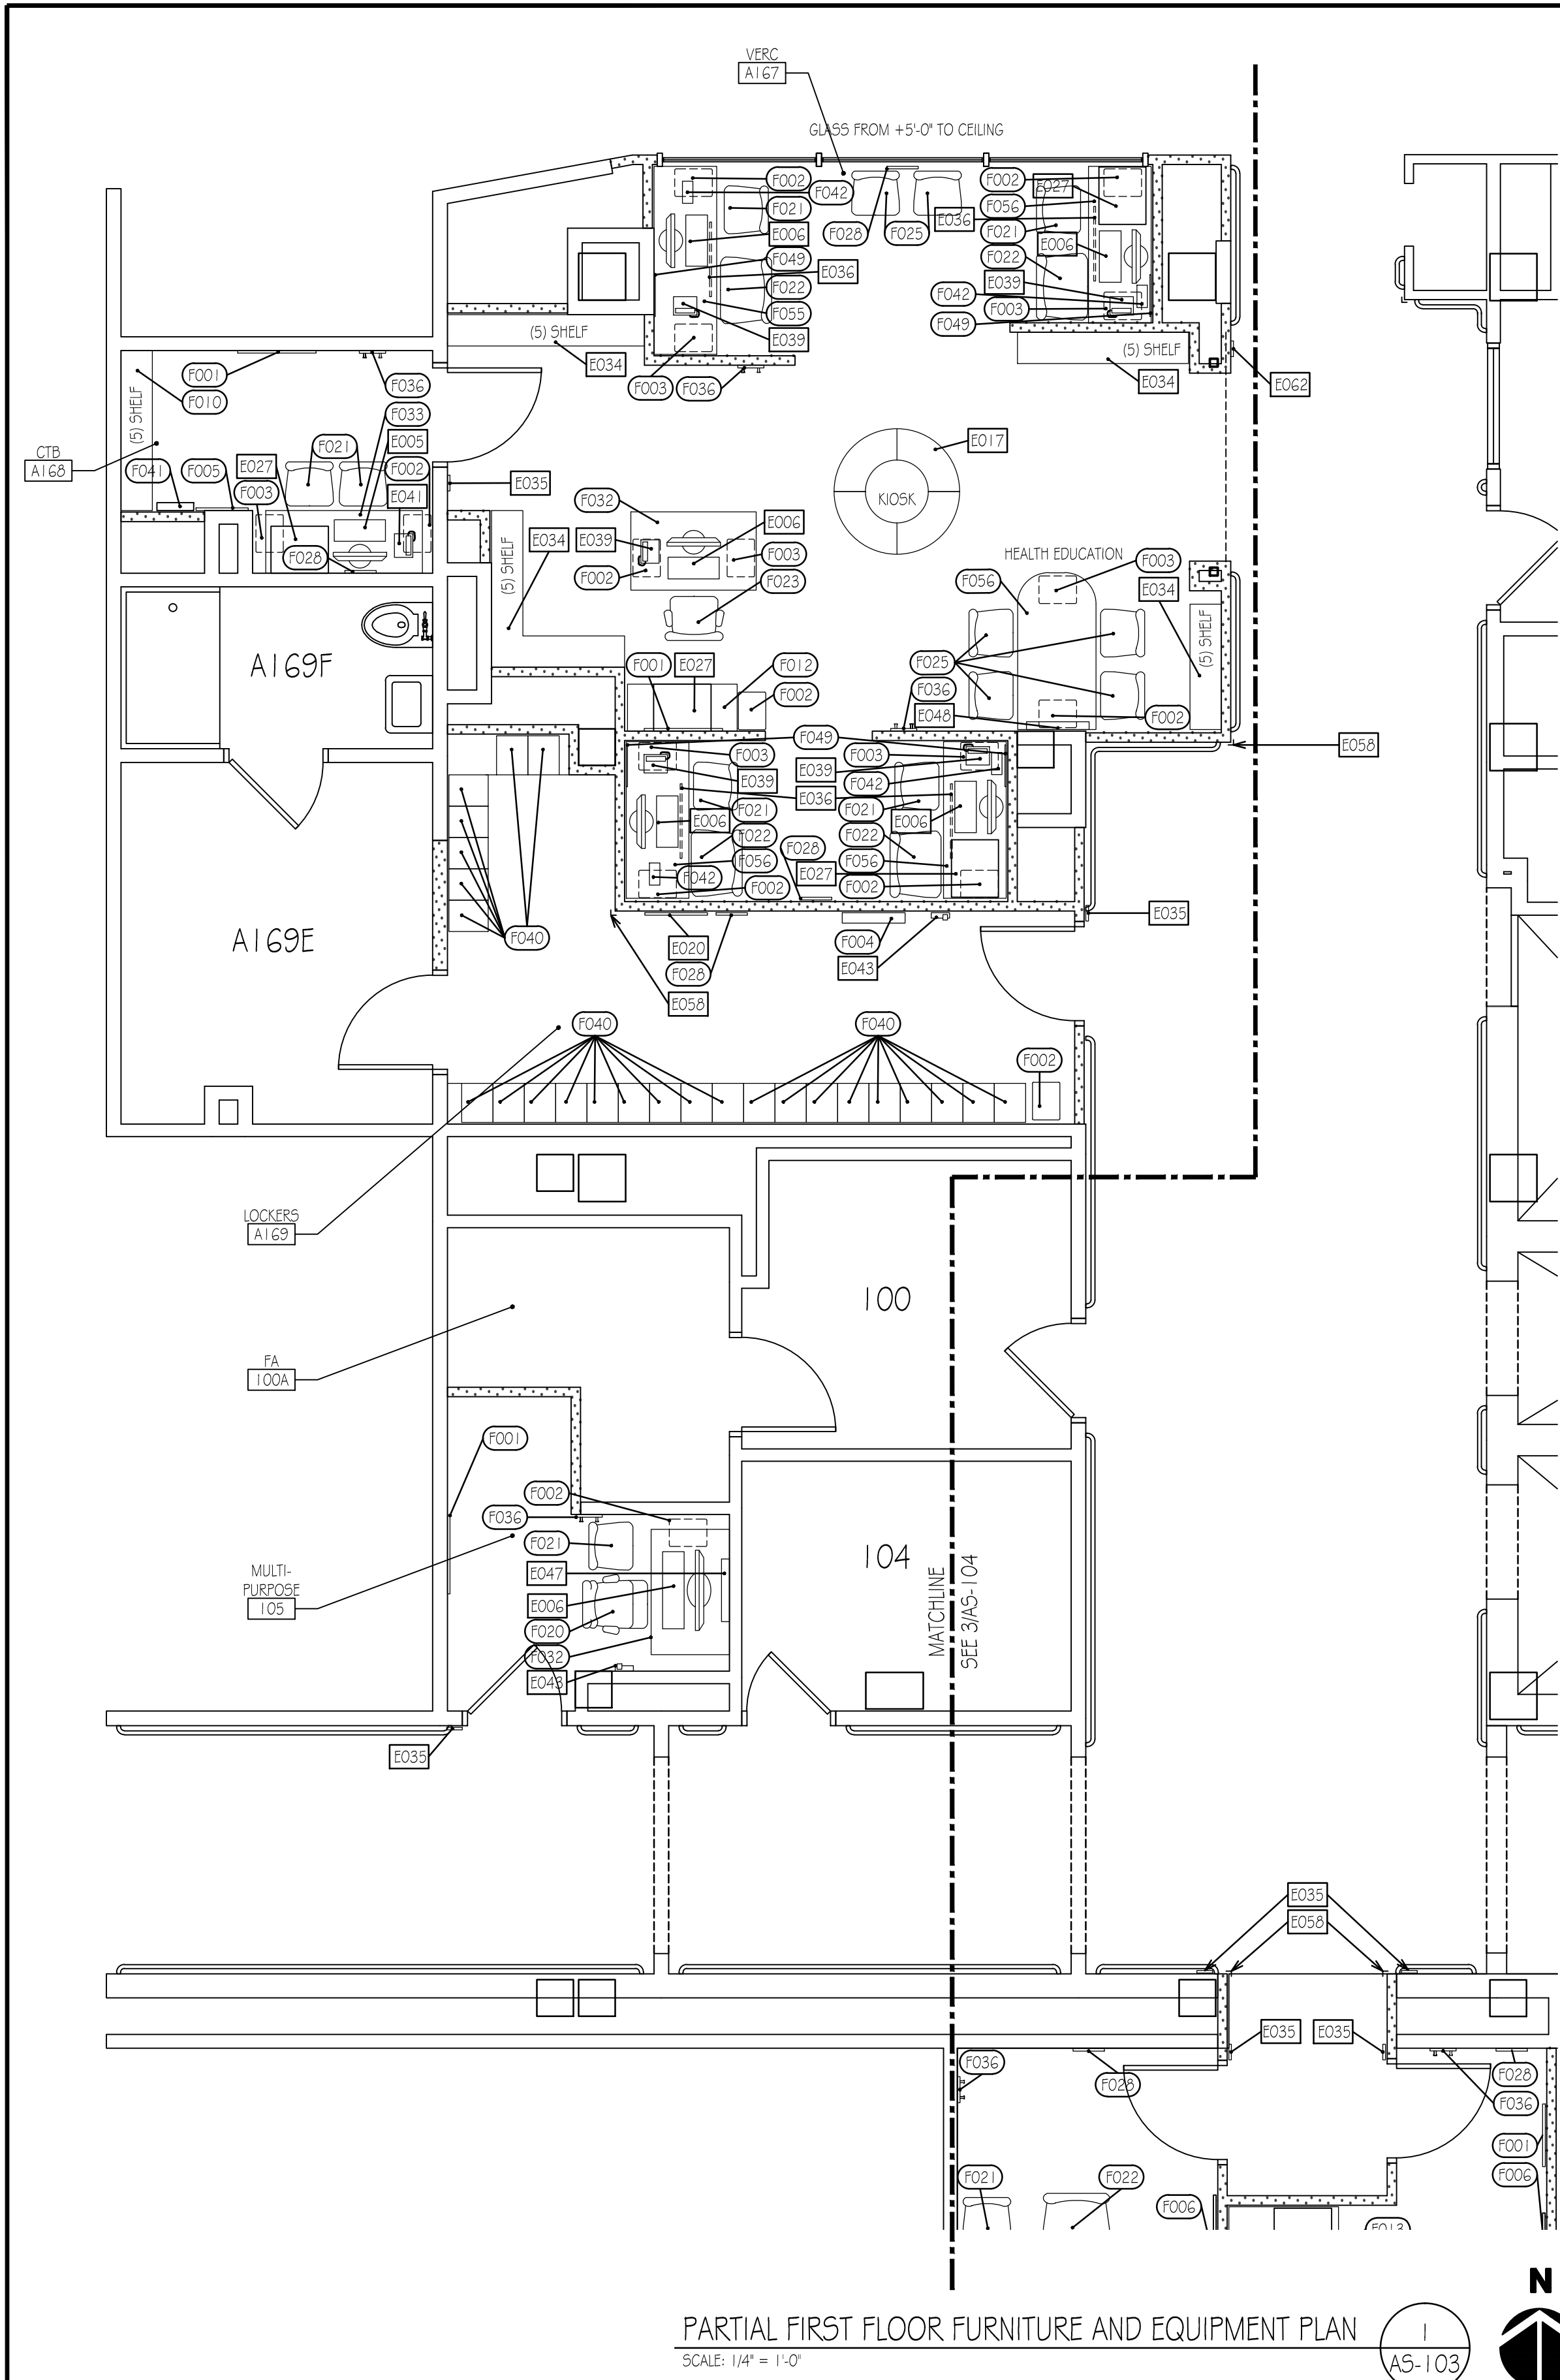 VERC
A167
GLASS FROM +5'-0" TO CEILING
F002
F042
F021
E006
F049
E036
F022
F055
E039
F028
F025
E036
F002
E027
F056
F021
E006
F022
E039
F042
F003
F049
(5) SHELF
E034
F003
F036
(5) SHELF
E034
E062
F001
F010
F036
F033
E005
F002
E041
(5) SHELF
CTB
A168
F041
F005
E027
F003
F021
F028
E035
E017
KIOSK
F032
E039
F002
E006
F003
F023
E034
(5) SHELF
HEALTH EDUCATION
F056
F003
E034
(5) SHELF
F025
F036
E048
F002
E058
A169F
F001
E027
F012
F002
F049
F003
E039
E036
F021
E006
F022
F056
F042
F002
F028
F003
E039
F042
F021
E006
F022
F056
E027
F002
A169E
F040
E020
F028
E058
F004
E043
E035
F040
F040
F002
LOCKERS
A169
100
FA
100A
F001
F002
F036
F021
E047
E006
F020
F032
E043
MULTI-
PURPOSE
105
104
MATCHLINE
SEE 3/AS-104
E035
E035
E058
E035
E035
F036
F028
F028
F036
F001
F006
F021
F022
F006
F013
N
PARTIAL FIRST FLOOR FURNITURE AND EQUIPMENT PLAN
SCALE: 1/4" = 1'-0"
1
AS-103